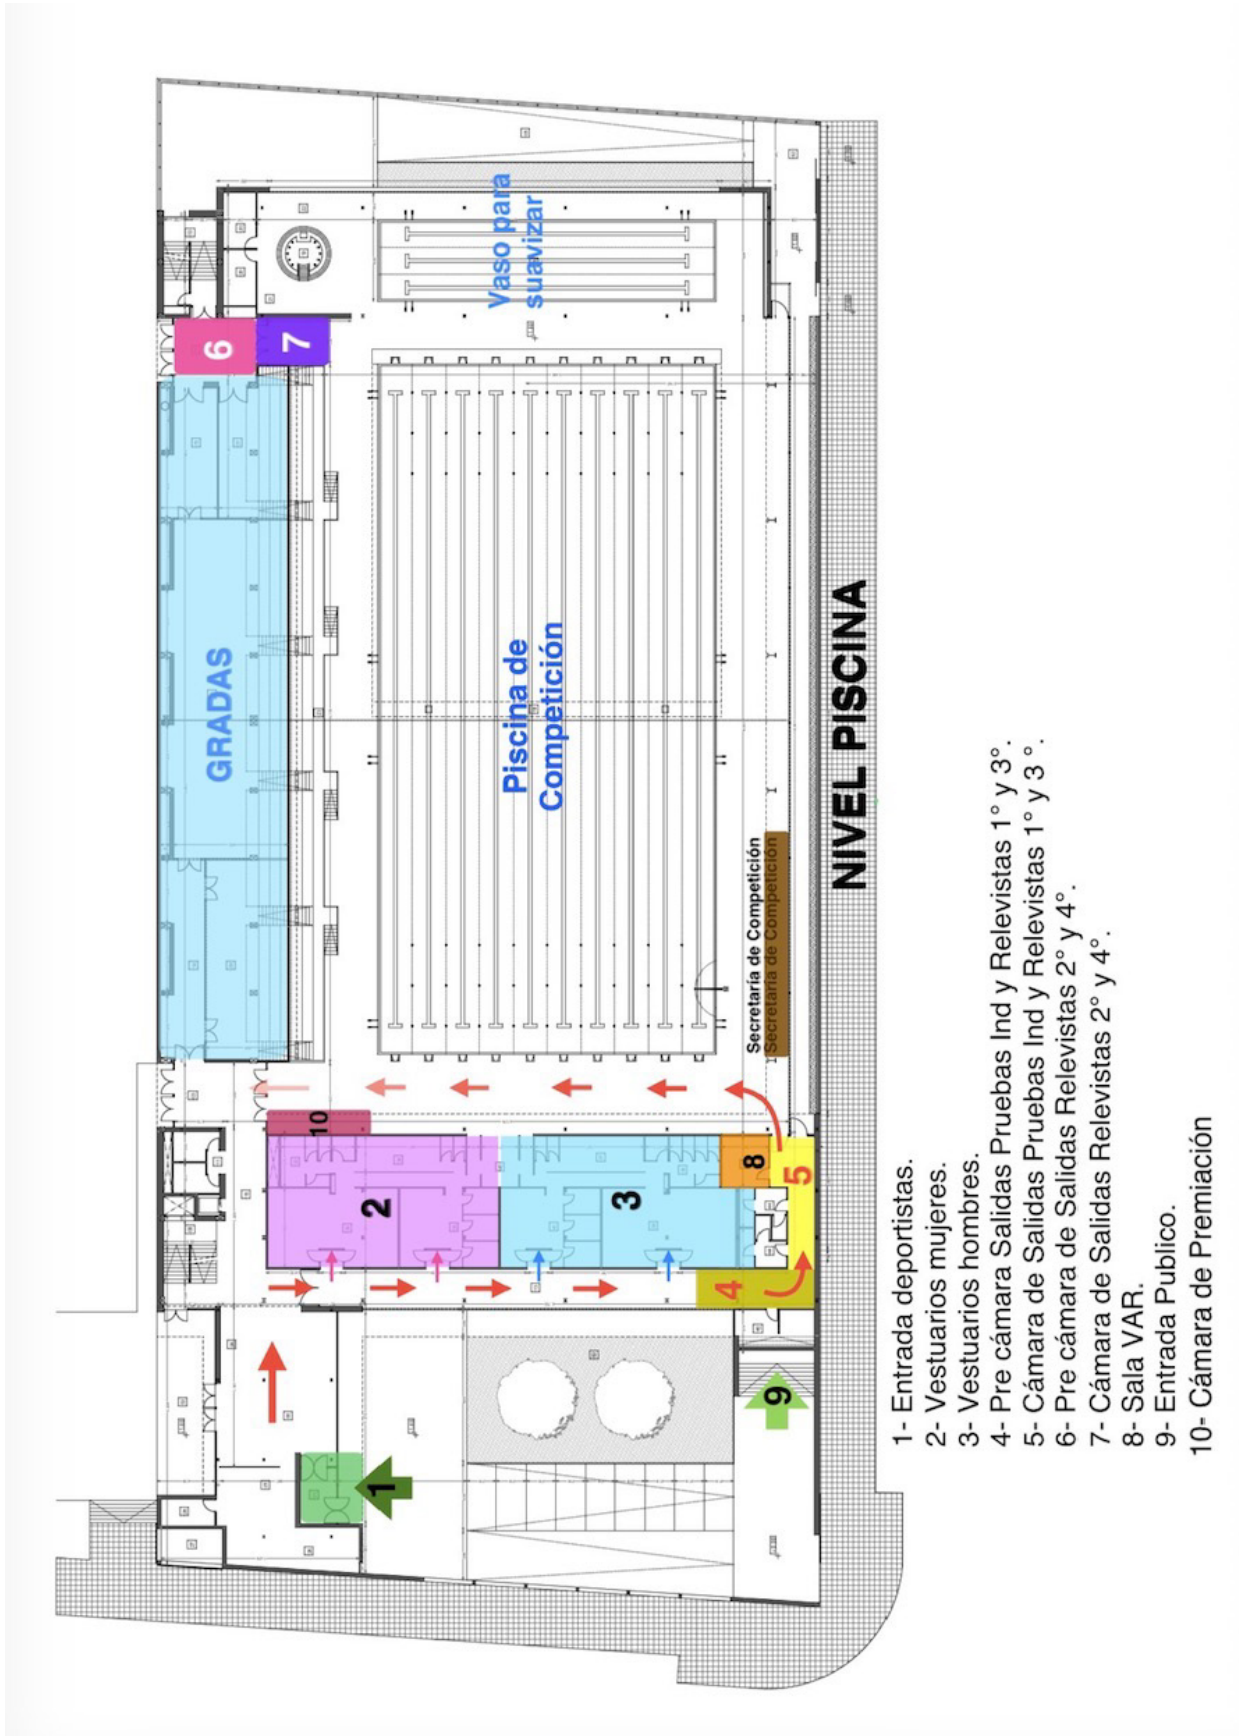 6
7
Vaso para
suavizar
GRADAS
Piscina de
Competición
Secretaría de Competición
Secretaría de Competición
10
2
3
8
5
4
1
9
NIVEL PISCINA
1- Entrada deportistas.
2- Vestuarios mujeres.
3- Vestuarios hombres.
4- Pre cámara Salidas Pruebas Ind y Relevistas 1° y 3°.
5- Cámara de Salidas Pruebas Ind y Relevistas 1° y 3 °.
6- Pre cámara de Salidas Relevistas 2° y 4°.
7- Cámara de Salidas Relevistas 2° y 4°.
8- Sala VAR.
9- Entrada Publico.
10- Cámara de Premiación